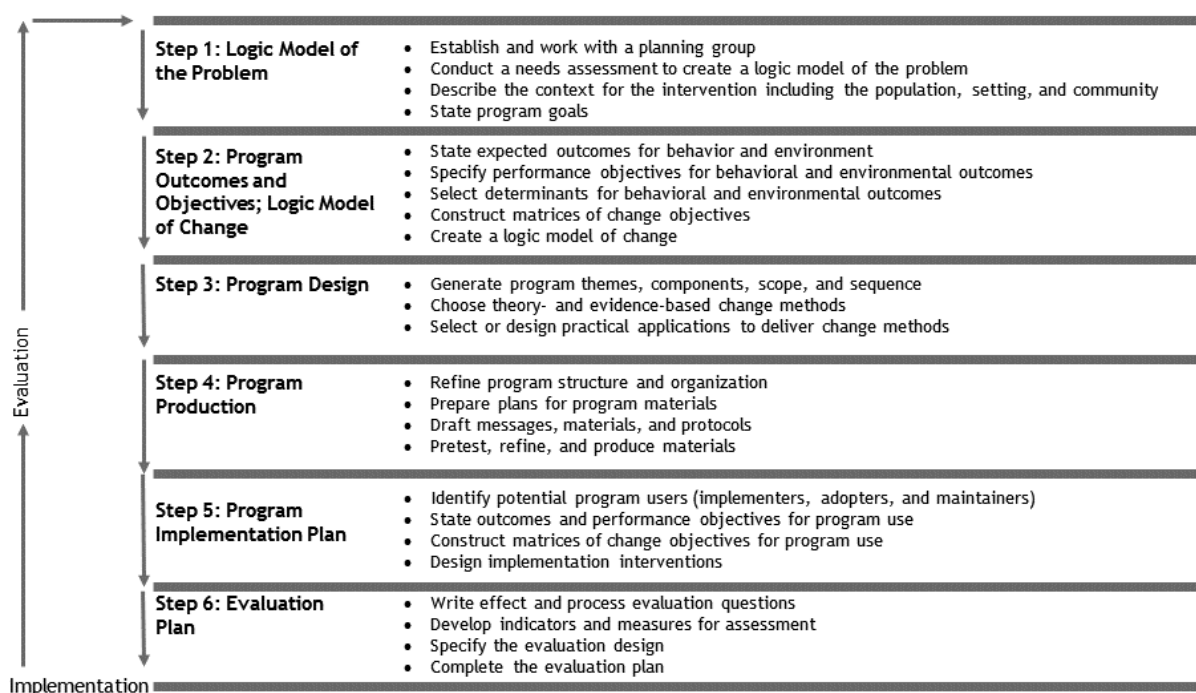 Step 1: Logic Model of
the Problem
• Establish and work with a planning group
• Conduct a needs assessment to create a logic model of the problem
• Describe the context for the intervention including the population, setting, and community
• State program goals
Step 2: Program
Outcomes and
Objectives; Logic Model
of Change
• State expected outcomes for behavior and environment
• Specify performance objectives for behavioral and environmental outcomes
• Select determinants for behavioral and environmental outcomes
• Construct matrices of change objectives
• Create a logic model of change
Step 3: Program Design
• Generate program themes, components, scope, and sequence
• Choose theory- and evidence-based change methods
• Select or design practical applications to deliver change methods
Step 4: Program
Production
• Refine program structure and organization
• Prepare plans for program materials
• Draft messages, materials, and protocols
• Pretest, refine, and produce materials
Step 5: Program
Implementation Plan
• Identify potential program users (implementers, adopters, and maintainers)
• State outcomes and performance objectives for program use
• Construct matrices of change objectives for program use
• Design implementation interventions
Step 6: Evaluation
Plan
• Write effect and process evaluation questions
• Develop indicators and measures for assessment
• Specify the evaluation design
• Complete the evaluation plan
Evaluation
Implementation